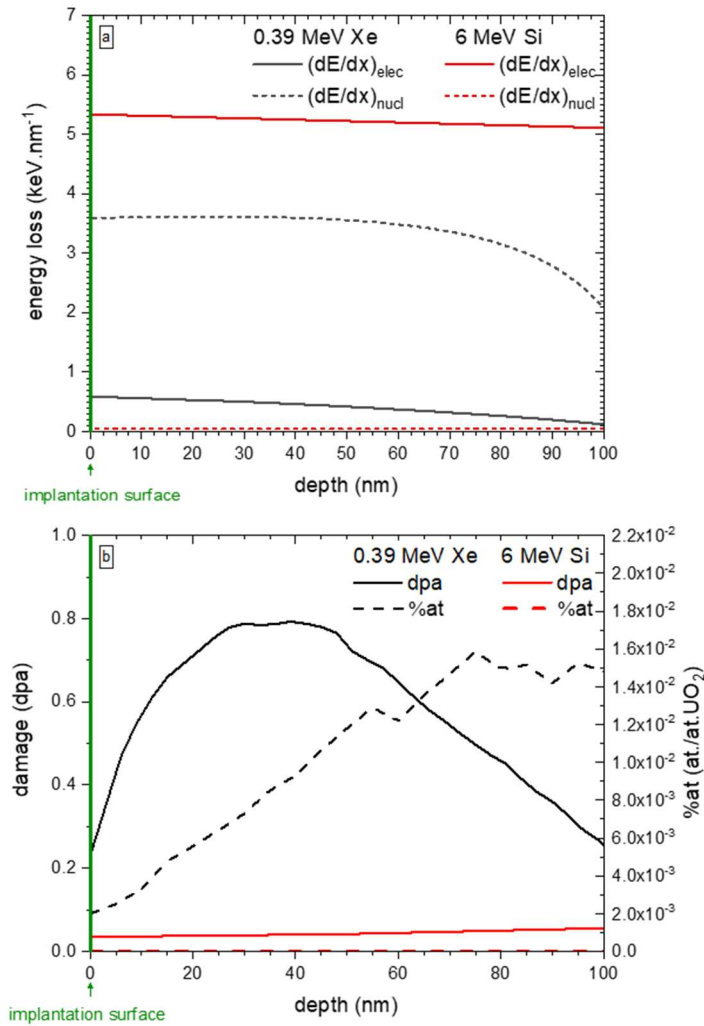 a
0.39 MeV Xe 6 MeV Si
(dE/dx)elec (dE/dx)elec
(dE/dx)nucl (dE/dx)nucl
energy loss (keV.nm⁻¹)
7
6
5
4
3
2
1
0
0 10 20 30 40 50 60 70 80 90 100
depth (nm)
implantation surface
b
0.39 MeV Xe 6 MeV Si
dpa dpa
%at %at
damage (dpa)
1.0
0.8
0.6
0.4
0.2
0.0
2.2x10⁻²
2.0x10⁻²
1.8x10⁻²
1.6x10⁻²
1.4x10⁻²
1.2x10⁻²
1.0x10⁻²
8.0x10⁻³
6.0x10⁻³
4.0x10⁻³
2.0x10⁻³
0.0
%at (at./at.UO₂)
0 20 40 60 80 100
depth (nm)
implantation surface